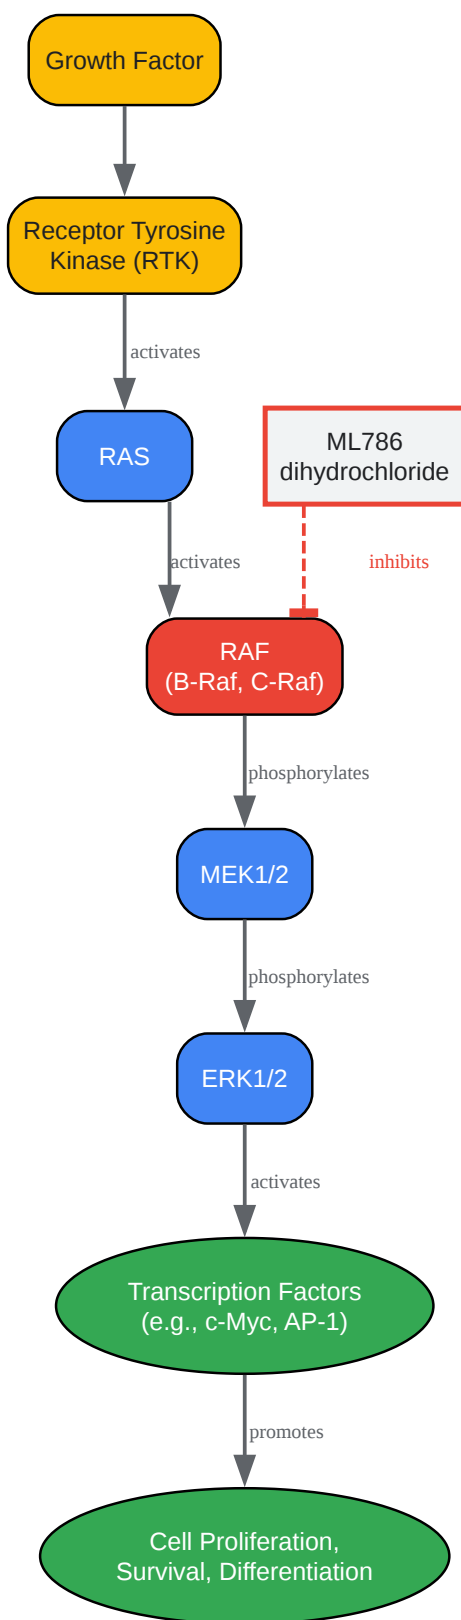 Growth Factor
Receptor Tyrosine
Kinase (RTK)
activates
RAS
ML786
dihydrochloride
activates
inhibits
RAF
(B-Raf, C-Raf)
phosphorylates
MEK1/2
phosphorylates
ERK1/2
activates
Transcription Factors
(e.g., c-Myc, AP-1)
promotes
Cell Proliferation,
Survival, Differentiation